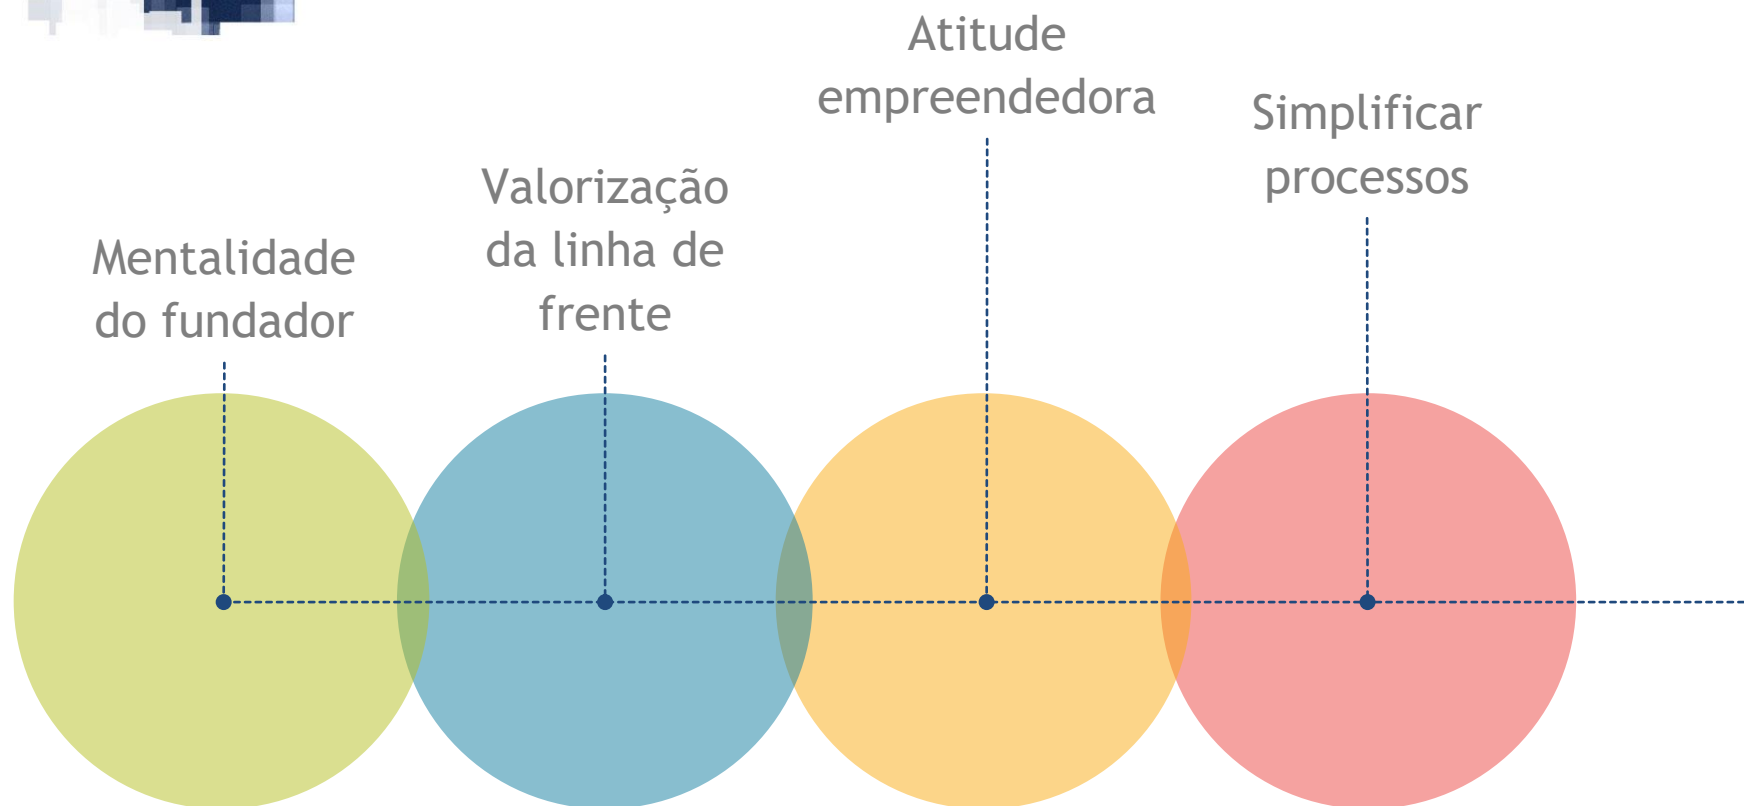 Mentalidade
do fundador
Valorização
da linha de
frente
Atitude
empreendedora
Simplificar
processos